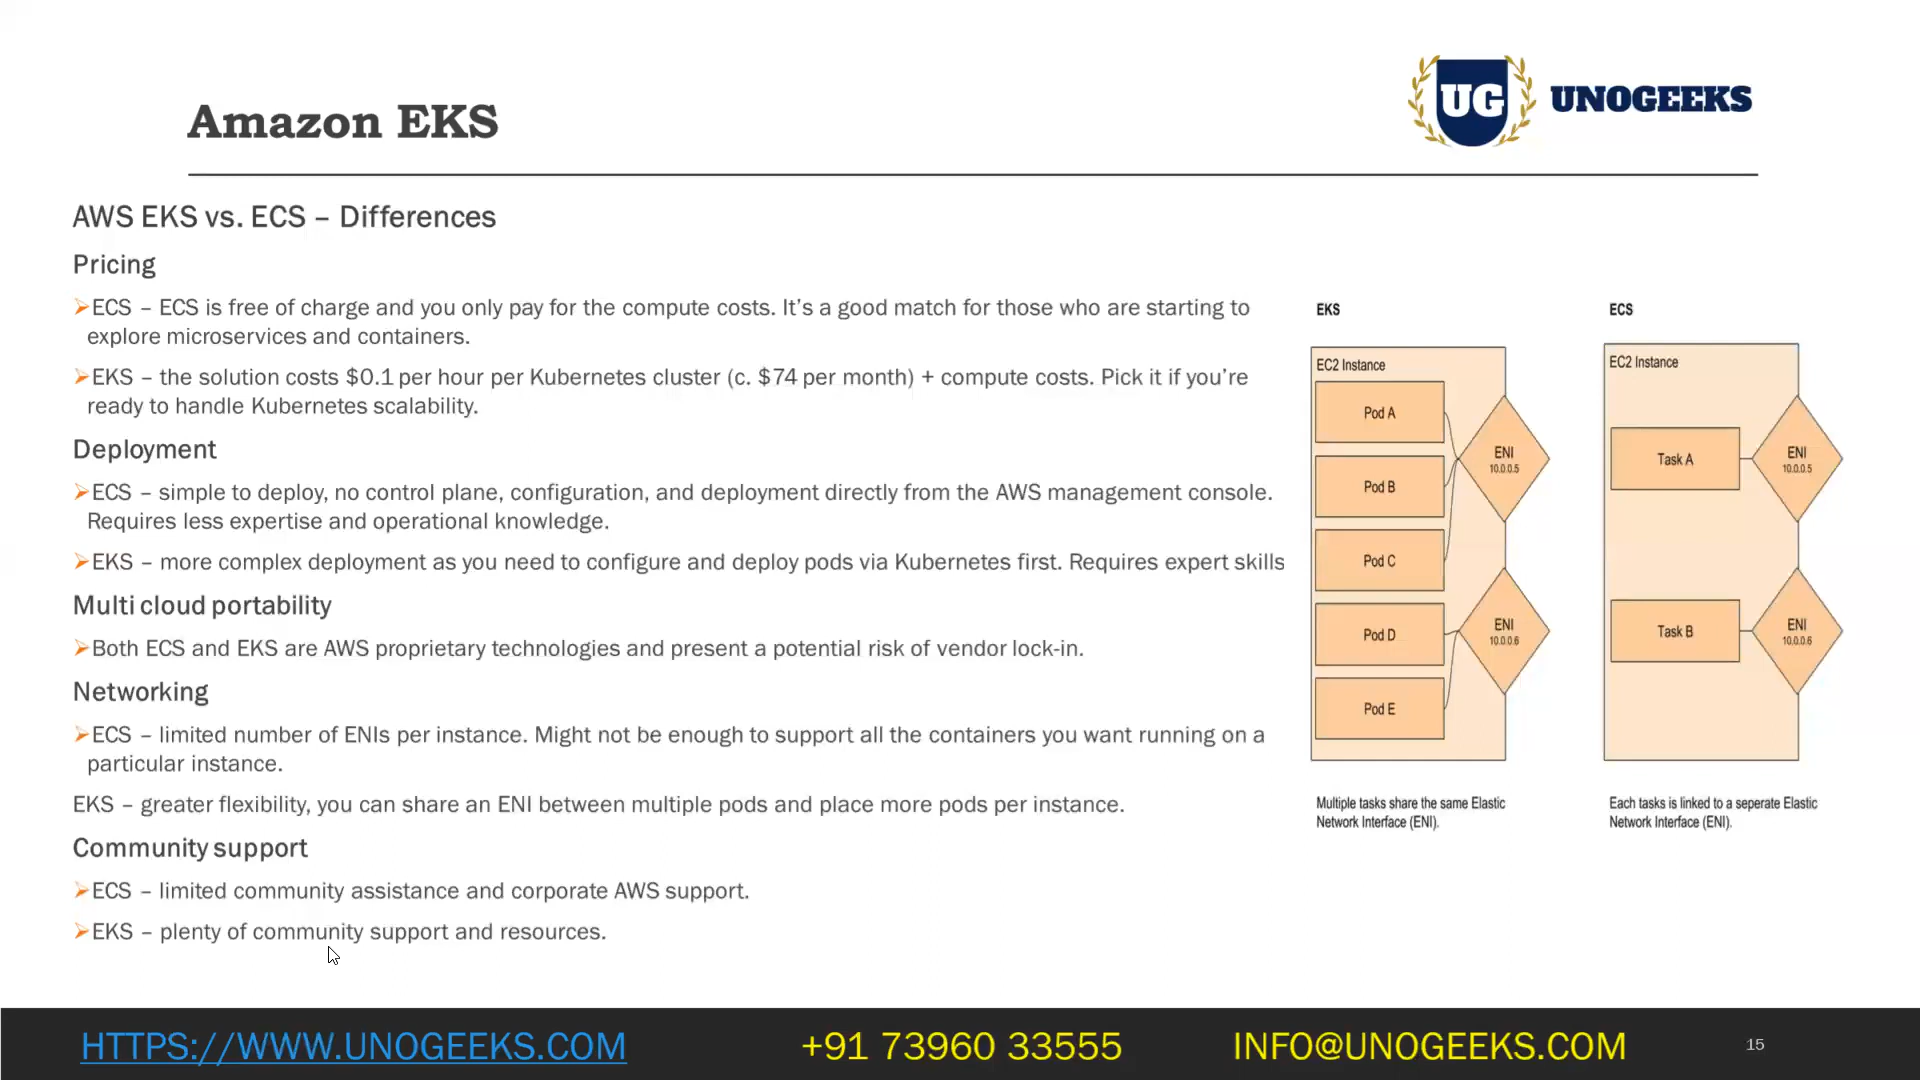 Amazon EKS
UG UNOGEEKS
AWS EKS vs. ECS – Differences
Pricing
➢ECS – ECS is free of charge and you only pay for the compute costs. It’s a good match for those who are starting to
explore microservices and containers.
➢EKS – the solution costs $0.1 per hour per Kubernetes cluster (c. $74 per month) + compute costs. Pick it if you’re
ready to handle Kubernetes scalability.
Deployment
➢ECS – simple to deploy, no control plane, configuration, and deployment directly from the AWS management console.
Requires less expertise and operational knowledge.
➢EKS – more complex deployment as you need to configure and deploy pods via Kubernetes first. Requires expert skills
Multi cloud portability
➢Both ECS and EKS are AWS proprietary technologies and present a potential risk of vendor lock-in.
Networking
➢ECS – limited number of ENIs per instance. Might not be enough to support all the containers you want running on a
particular instance.
EKS – greater flexibility, you can share an ENI between multiple pods and place more pods per instance.
Community support
➢ECS – limited community assistance and corporate AWS support.
➢EKS – plenty of community support and resources.
EKS
EC2 Instance
Pod A
Pod B
Pod C
Pod D
Pod E
ENI
10.0.0.5
ENI
10.0.0.6
Multiple tasks share the same Elastic
Network Interface (ENI).
ECS
EC2 Instance
Task A
Task B
ENI
10.0.0.5
ENI
10.0.0.6
Each tasks is linked to a seperate Elastic
Network Interface (ENI).
HTTPS://WWW.UNOGEEKS.COM
+91 73960 33555
INFO@UNOGEEKS.COM
15